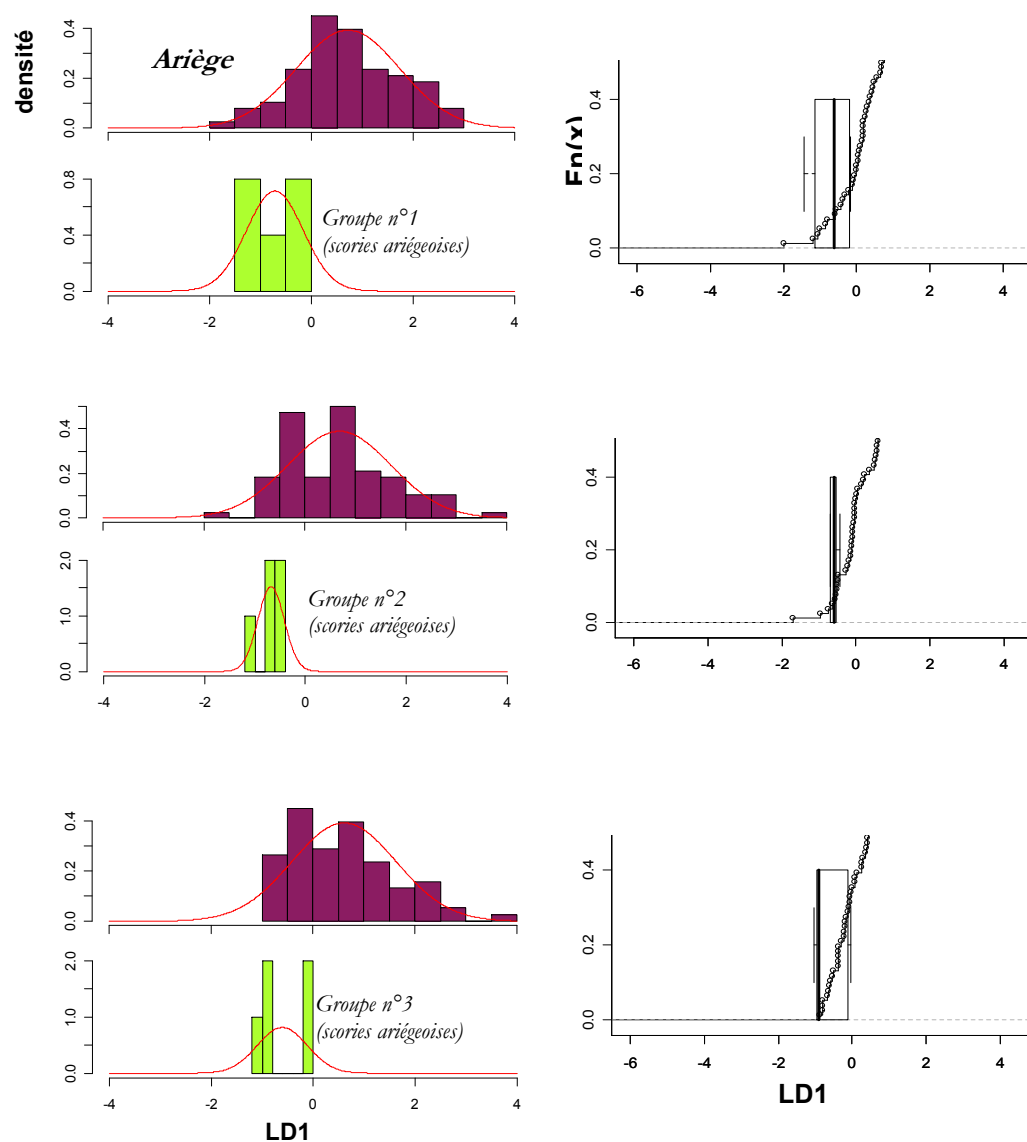 densité
Ariège
0.0 0.2 0.4
Fn(x)
0.0 0.2 0.4
-6 -4 -2 0 2 4
0.0 0.4 0.8
Groupe n°1
(scories ariégeoises)
-4 -2 0 2 4
0.0 0.2 0.4
0.0 0.2 0.4
-6 -4 -2 0 2 4
0.0 1.0 2.0
Groupe n°2
(scories ariégeoises)
-4 -2 0 2 4
0.0 0.2 0.4
0.0 0.2 0.4
-6 -4 -2 0 2 4
0.0 1.0 2.0
Groupe n°3
(scories ariégeoises)
-4 -2 0 2 4
LD1
LD1